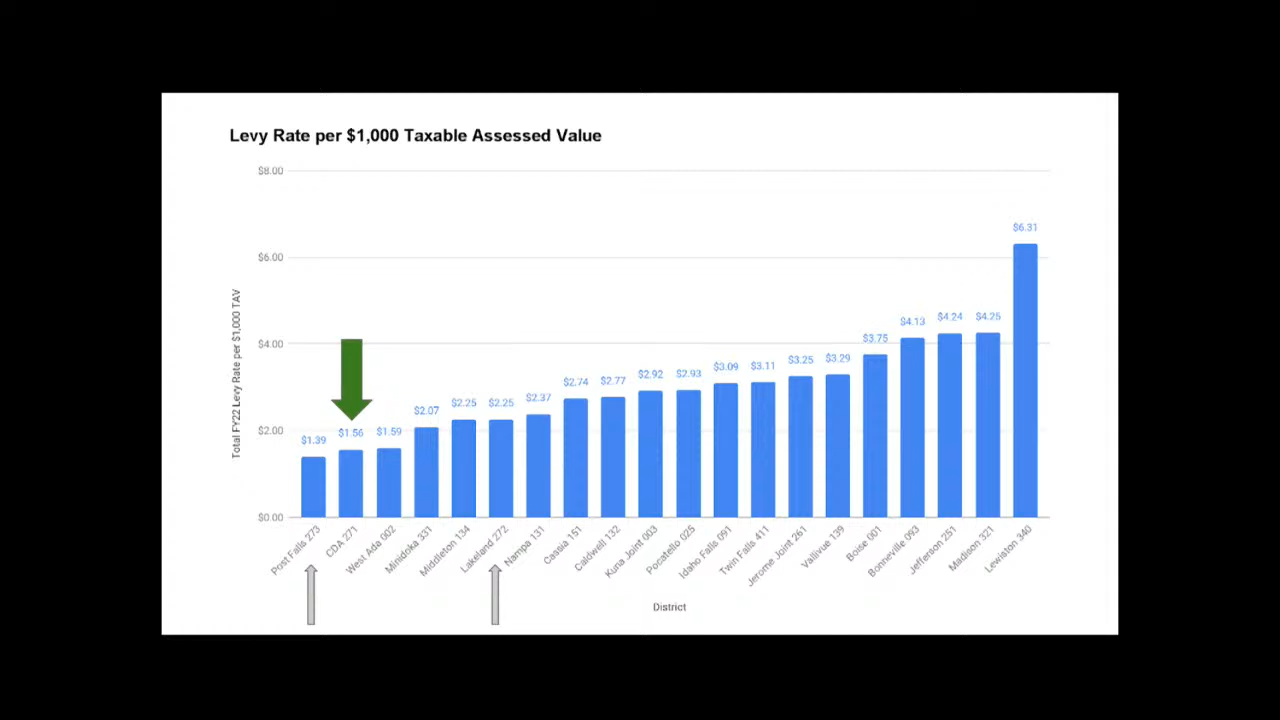 Levy Rate per $1,000 Taxable Assessed Value
Total FY22 Levy Rate per $1,000 TAV
$8.00
$6.00
$4.00
$2.00
$0.00
$1.39
$1.56
$1.59
$2.07
$2.25
$2.25
$2.37
$2.74
$2.77
$2.92
$2.93
$3.09
$3.11
$3.25
$3.29
$3.75
$4.13
$4.24
$4.25
$6.31
Post Falls 273
CDA 271
West Ada 002
Minidoka 331
Middleton 134
Lakeland 272
Nampa 131
Cassia 151
Caldwell 132
Kuna Joint 003
Pocatello 025
Idaho Falls 091
Twin Falls 411
Jerome Joint 261
Vallivue 139
Boise 001
Bonneville 093
Jefferson 251
Madison 321
Lewiston 340
District